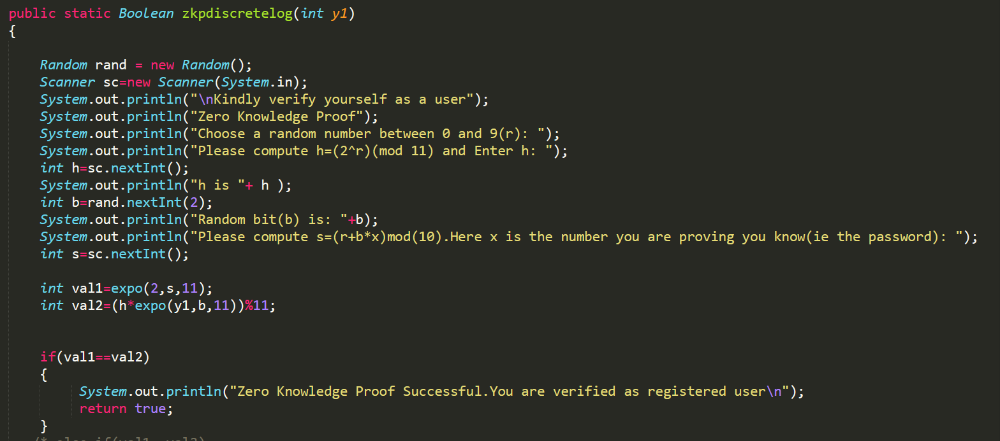 public static Boolean zkpdiscretelog(int y1)
{
Random rand = new Random();
Scanner sc=new Scanner(System.in);
System.out.println("\nKindly verify yourself as a user");
System.out.println("Zero Knowledge Proof");
System.out.println("Choose a random number between 0 and 9(r): ");
System.out.println("Please compute h=(2^r)(mod 11) and Enter h: ");
int h=sc.nextInt();
System.out.println("h is "+ h );
int b=rand.nextInt(2);
System.out.println("Random bit(b) is: "+b);
System.out.println("Please compute s=(r+b*x)mod(10).Here x is the number you are proving you know(ie the password): ");
int s=sc.nextInt();
int val1=expo(2,s,11);
int val2=(h*expo(y1,b,11))%11;
if(val1==val2)
{
System.out.println("Zero Knowledge Proof Successful.You are verified as registered user\n");
return true;
}